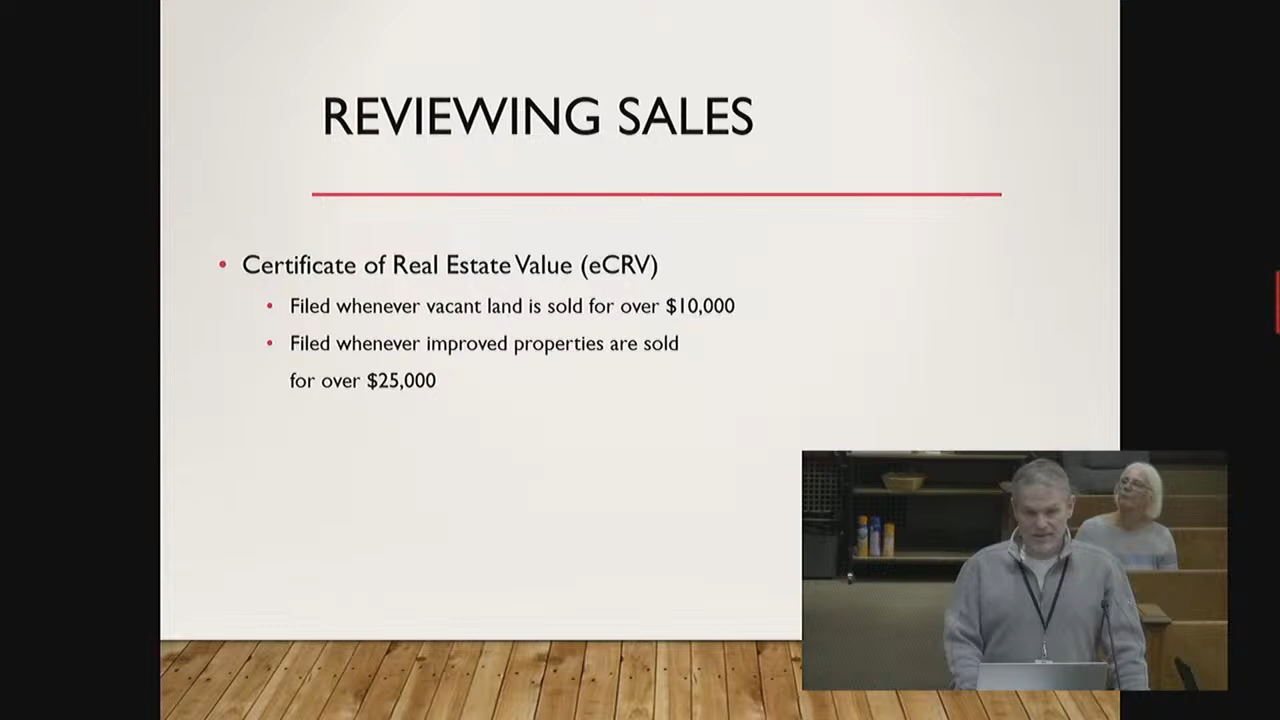 REVIEWING SALES
• Certificate of Real Estate Value (eCRV)
• Filed whenever vacant land is sold for over $10,000
• Filed whenever improved properties are sold
for over $25,000